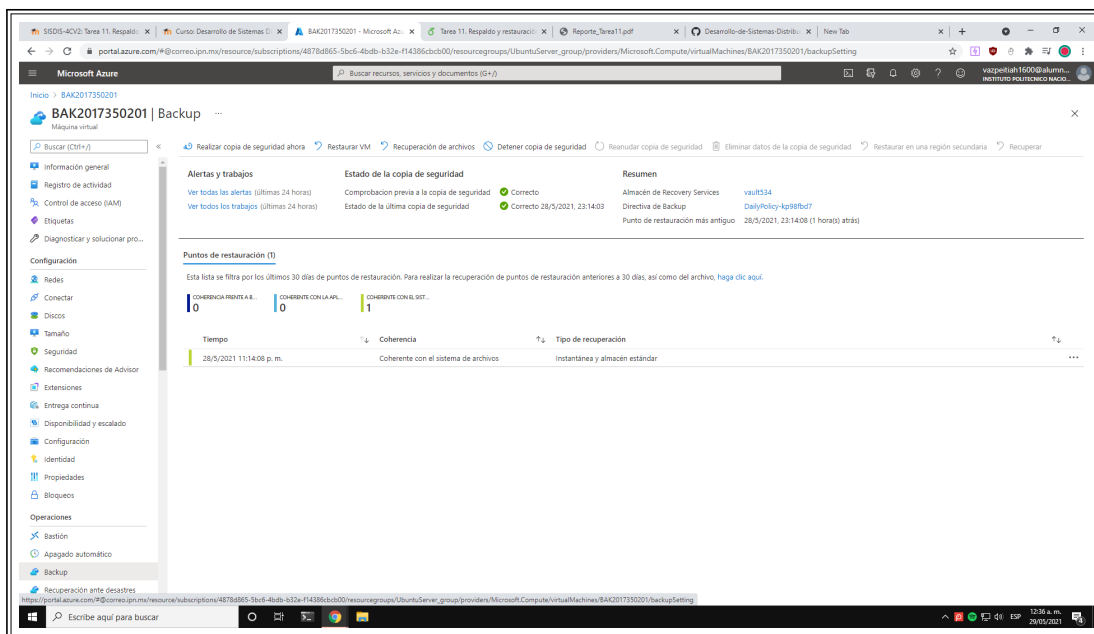 SISDIS-4CV2: Tarea 11. Respaldo
Curso: Desarrollo de Sistemas D
BAK2017350201 - Microsoft Azu
Tarea 11. Respaldo y restauració
Reporte_Tarea11.pdf
Desarrollo-de-Sistemas-Distribu
New Tab
portal.azure.com/#@correo.ipn.mx/resource/subscriptions/4878d865-5bc6-4bdb-b32e-f14386cbcb00/resourcegroups/UbuntuServer_group/providers/Microsoft.Compute/virtualMachines/BAK2017350201/backupSetting
Microsoft Azure
Buscar recursos, servicios y documentos (G+/)
vazpeitiah1600@alumn...
INSTITUTO POLITECNICO NACIO...
Inicio > BAK2017350201
BAK2017350201 | Backup ...
Máquina virtual
Buscar (Ctrl+/)
«
Realizar copia de seguridad ahora
Restaurar VM
Recuperación de archivos
Detener copia de seguridad
Reanudar copia de seguridad
Eliminar datos de la copia de seguridad
Restaurar en una región secundaria
Recuperar
Información general
Registro de actividad
Control de acceso (IAM)
Etiquetas
Diagnosticar y solucionar pro...
Configuración
Redes
Conectar
Discos
Tamaño
Seguridad
Recomendaciones de Advisor
Extensiones
Entrega continua
Disponibilidad y escalado
Configuración
Identidad
Propiedades
Bloqueos
Operaciones
Bastión
Apagado automático
Backup
Recuperación ante desastres
Alertas y trabajos
Ver todas las alertas (últimas 24 horas)
Ver todos los trabajos (últimas 24 horas)
Estado de la copia de seguridad
Comprobacion previa a la copia de seguridad Correcto
Estado de la última copia de seguridad Correcto 28/5/2021, 23:14:03
Resumen
Almacén de Recovery Services vault534
Directiva de Backup DailyPolicy-kp98fbd7
Punto de restauración más antiguo 28/5/2021, 23:14:08 (1 hora(s) atrás)
Puntos de restauración (1)
Esta lista se filtra por los últimos 30 días de puntos de restauración. Para realizar la recuperación de puntos de restauración anteriores a 30 días, así como del archivo, haga clic aquí.
COHERENCIA FRENTE A B...
0
COHERENTE CON LA APL...
0
COHERENTE CON EL SIST...
1
Tiempo Coherencia Tipo de recuperación
28/5/2021 11:14:08 p. m. Coherente con el sistema de archivos Instantánea y almacén estándar ...
https://portal.azure.com/#@correo.ipn.mx/resource/subscriptions/4878d865-5bc6-4bdb-b32e-f14386cbcb00/resourcegroups/UbuntuServer_group/providers/Microsoft.Compute/virtualMachines/BAK2017350201/backupSetting
Escribe aquí para buscar
ESP
12:36 a. m.
29/05/2021